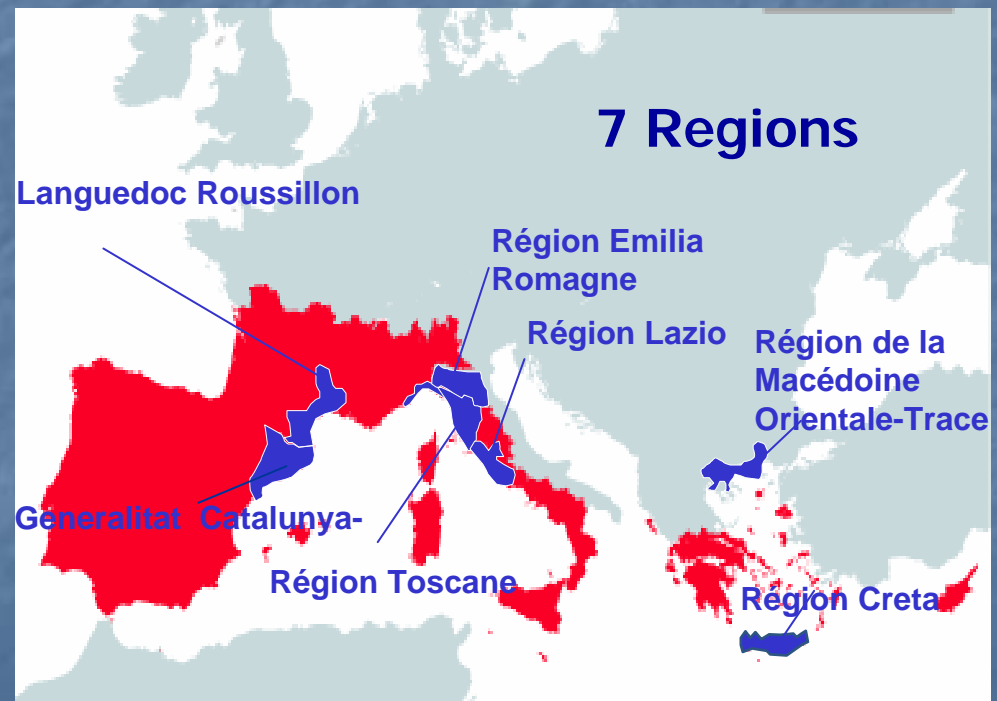 7 Regions
Languedoc Roussillon
Région Emilia
Romagne
Région Lazio
Région de la
Macédoine
Orientale-Trace
Géneralitat Catalunya-
Région Toscane
Région Creta